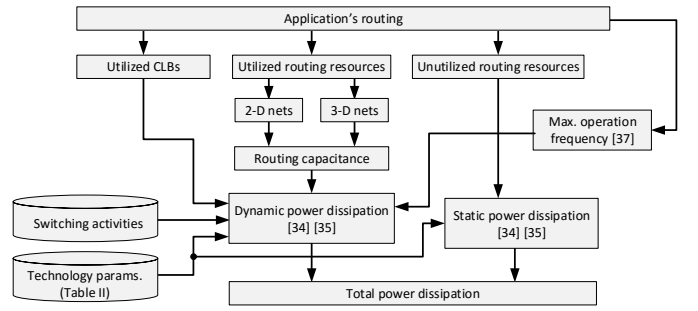 Application's routing
Utilized CLBs
Utilized routing resources
Unutilized routing resources
2-D nets
3-D nets
Max. operation
frequency [37]
Routing capacitance
Switching activities
Dynamic power dissipation
[34] [35]
Static power dissipation
[34] [35]
Technology params.
(Table II)
Total power dissipation